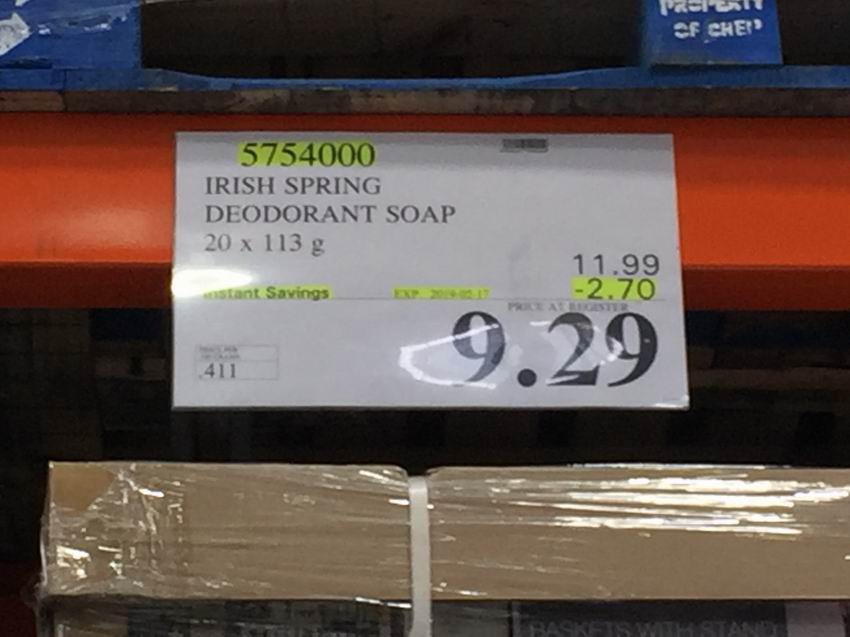 PROPERTY
OF CHEP
5754000
IRISH SPRING
DEODORANT SOAP
20 x 113 g
11.99
Instant Savings EXP. 2019-02-17 -2.70
PRICE AT REGISTER
9.29
.411
BASKETS WITH STAND